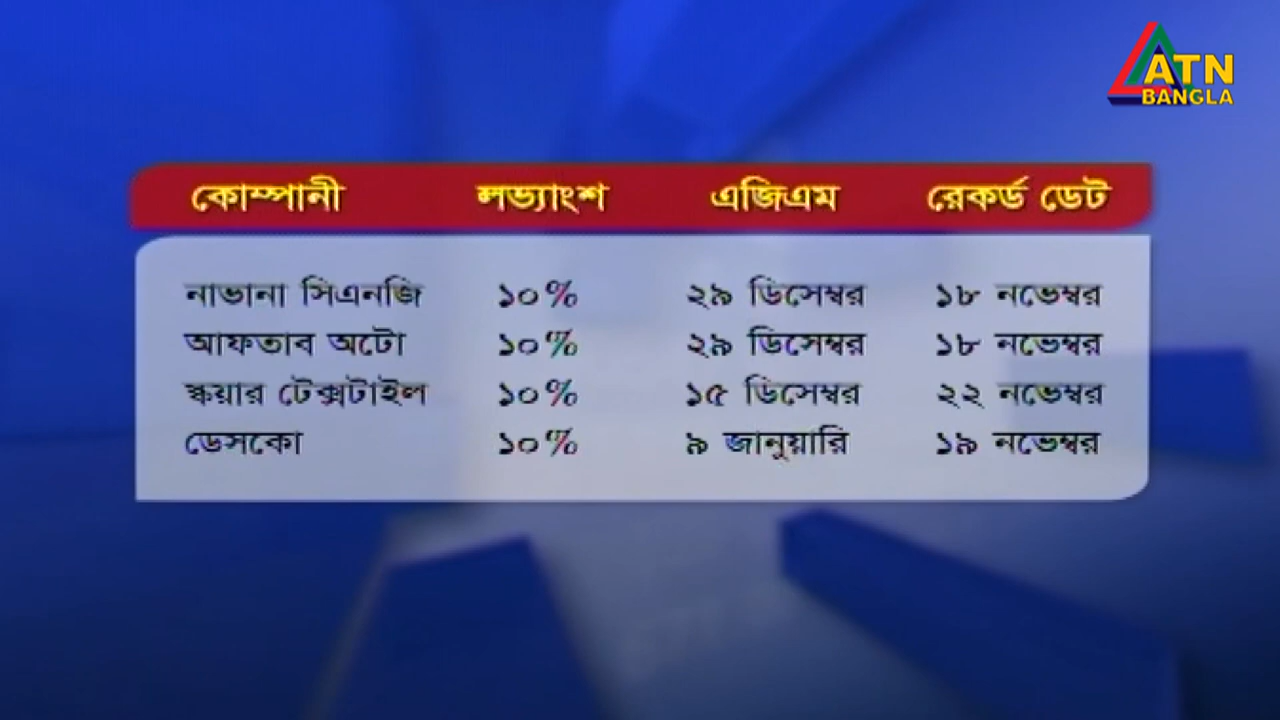 ATN
BANGLA
কোম্পানী লভ্যাংশ এজিএম রেকর্ড ডেট
নাভানা সিএনজি ১০% ২৯ ডিসেম্বর ১৮ নভেম্বর
আফতাব অটো ১০% ২৯ ডিসেম্বর ১৮ নভেম্বর
স্কয়ার টেক্সটাইল ১০% ১৫ ডিসেম্বর ২২ নভেম্বর
ডেসকো ১০% ৯ জানুয়ারি ১৯ নভেম্বর